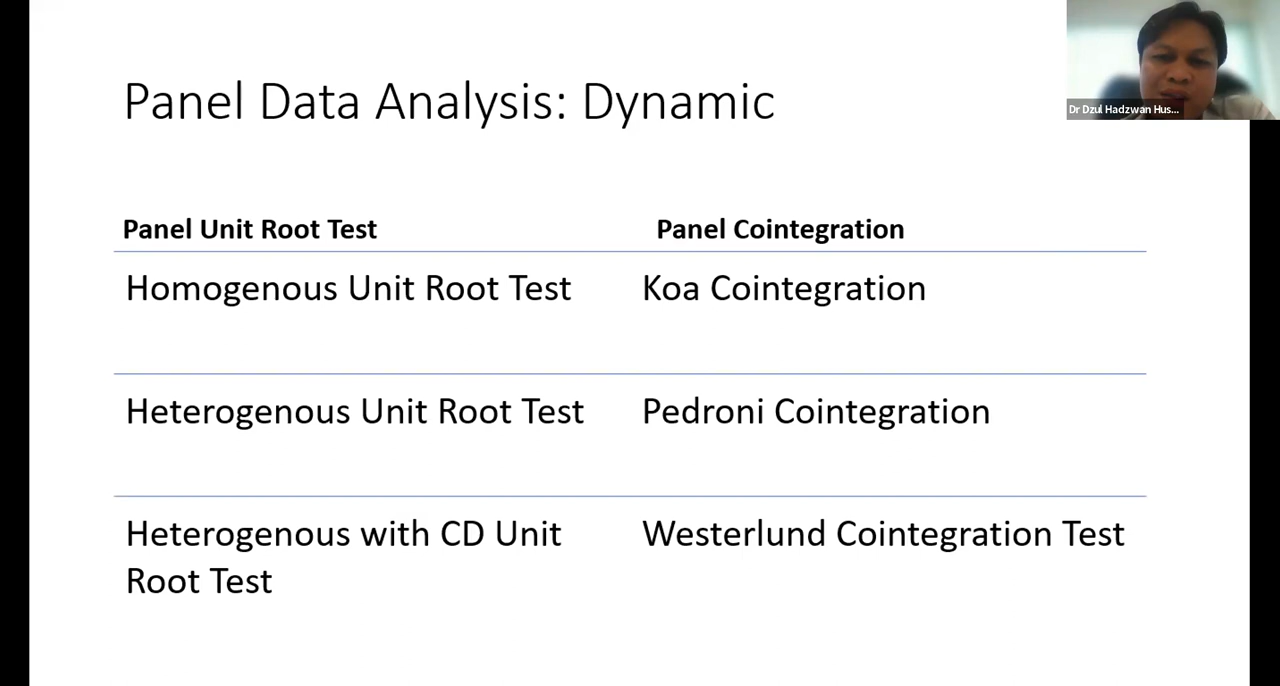 Dr Dzul Hadzwan Hus...
Panel Data Analysis: Dynamic
Panel Unit Root Test Panel Cointegration
Homogenous Unit Root Test Koa Cointegration
Heterogenous Unit Root Test Pedroni Cointegration
Heterogenous with CD Unit Westerlund Cointegration Test
Root Test